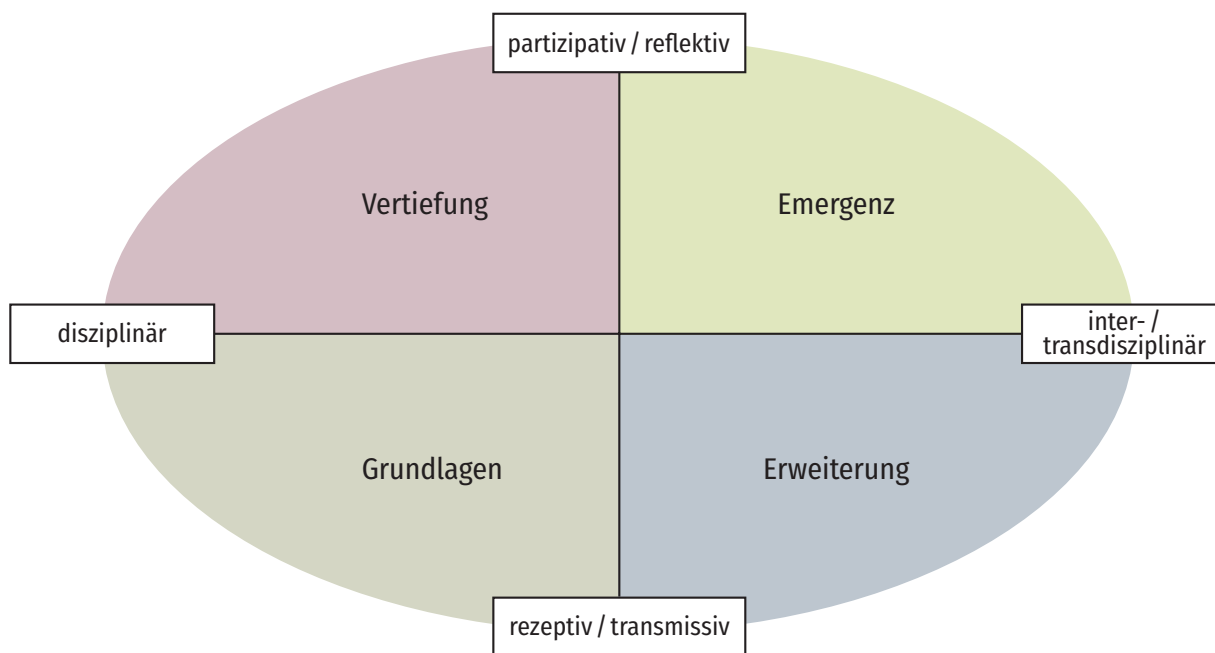 partizipativ / reflektiv
Vertiefung
Emergenz
disziplinär
inter- /
transdisziplinär
Grundlagen
Erweiterung
rezeptiv / transmissiv